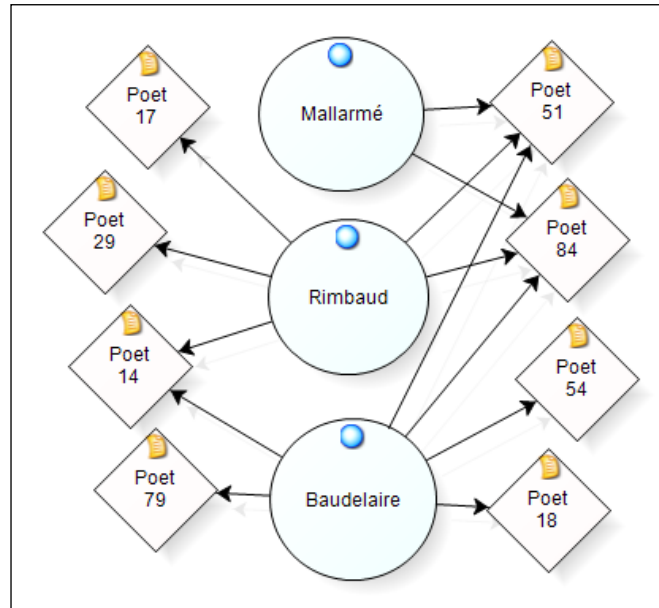 Poet
17
Mallarmé
Poet
51
Poet
29
Poet
84
Rimbaud
Poet
14
Poet
54
Poet
79
Baudelaire
Poet
18